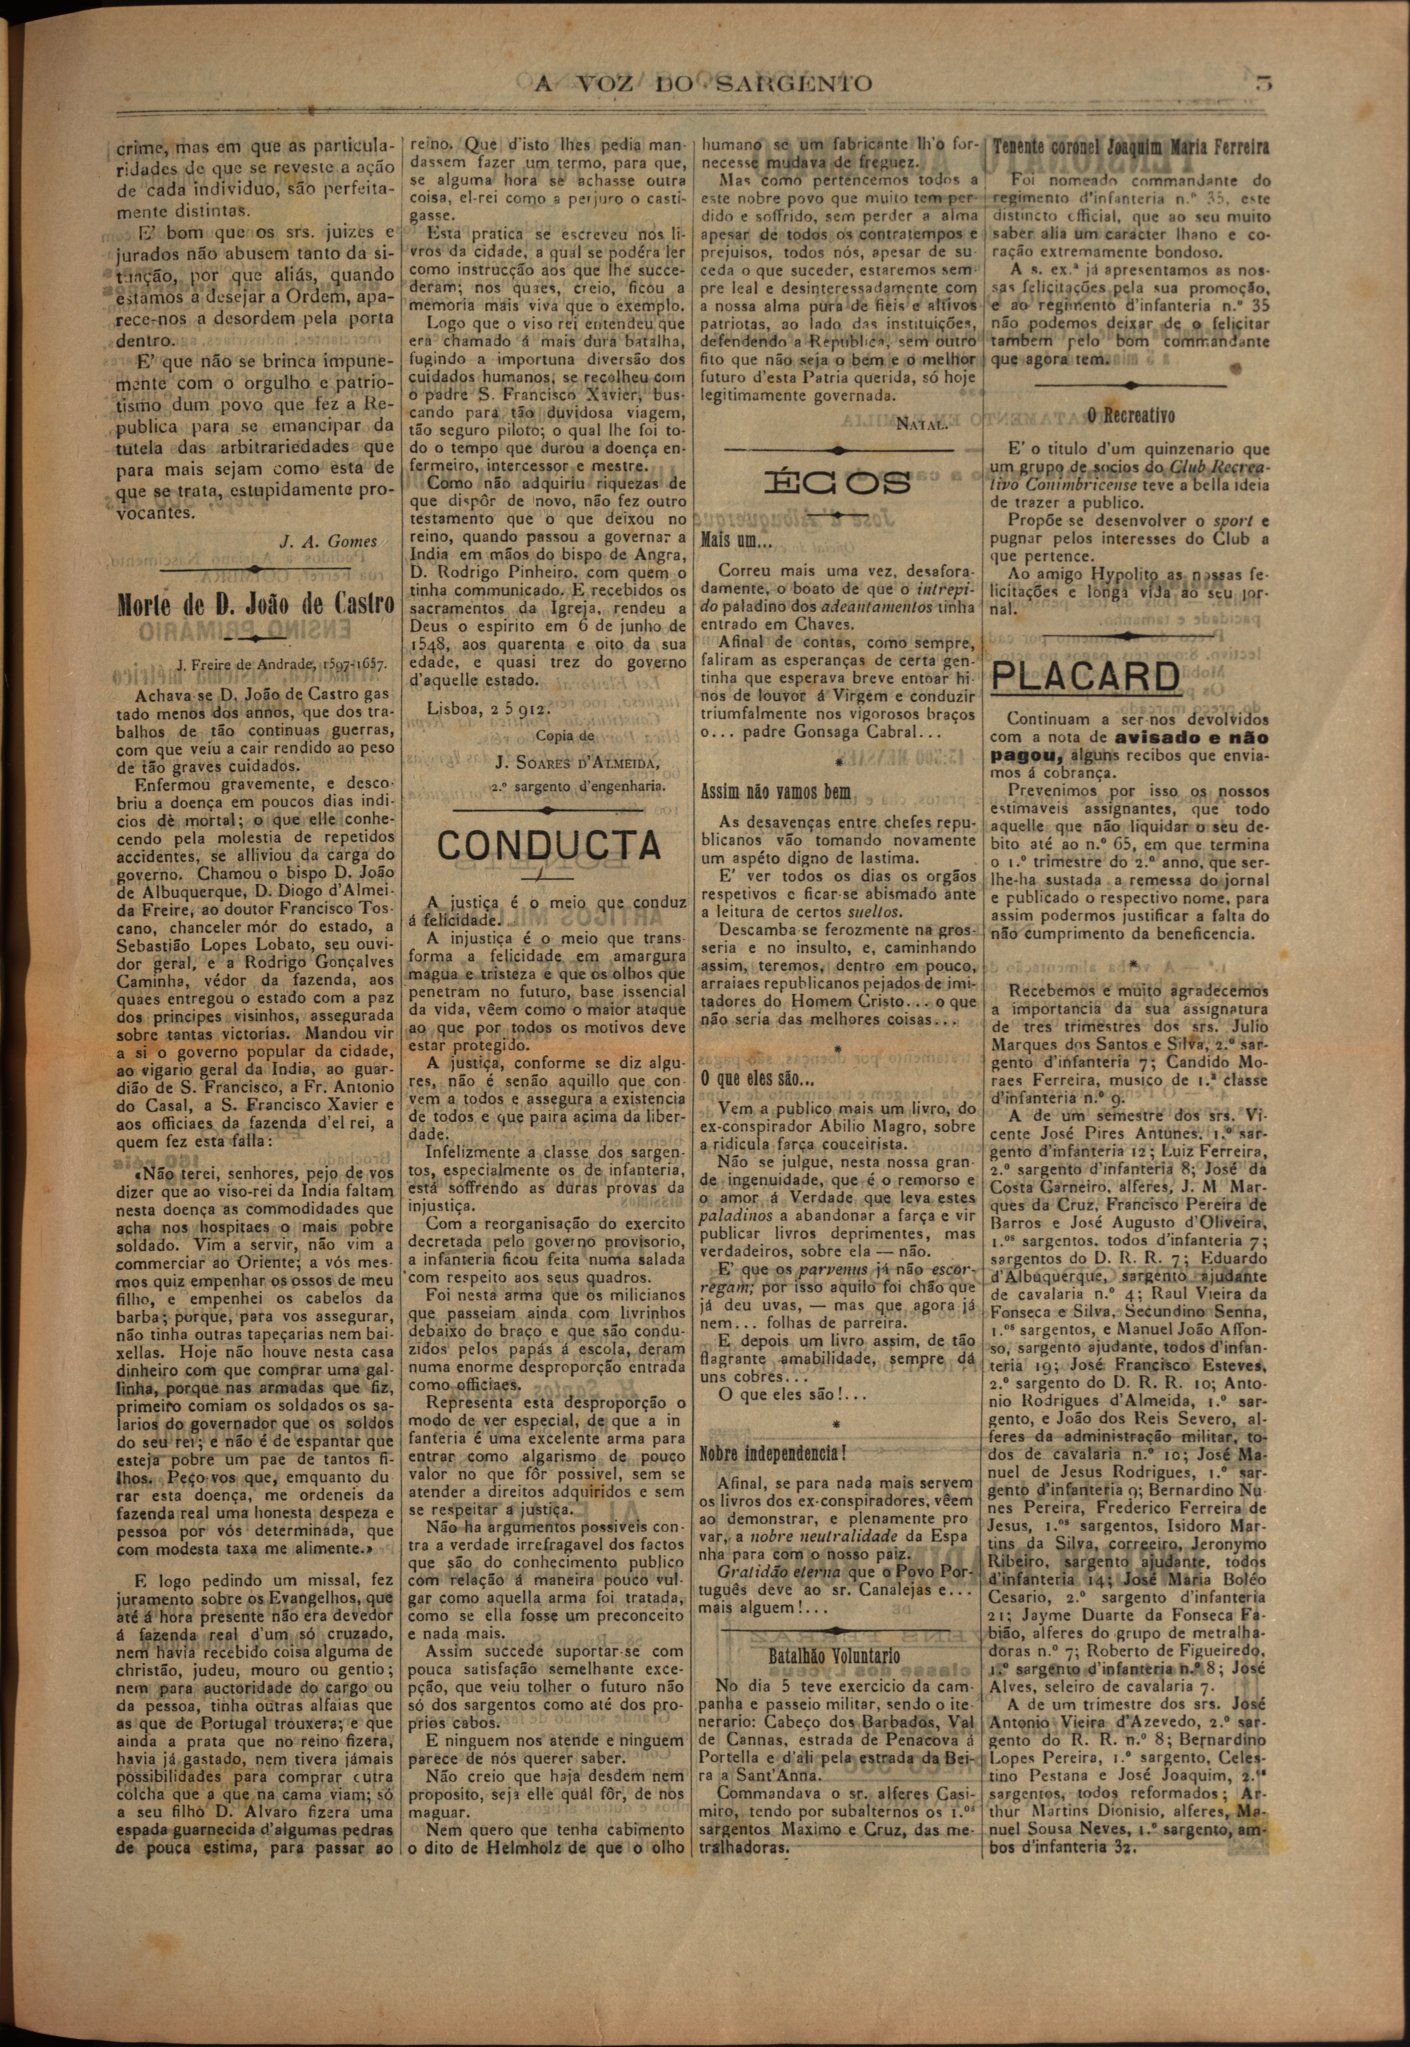 A VOZ DO SARGENTO
3
crime, mas em que as particula-
ridades de que se reveste a ação
de cada individuo, são perfeita-
mente distintas.
E' bom que os srs. juizes e
jurados não abusem tanto da si-
tuação, por que aliás, quando
estamos a desejar a Ordem, apa-
rece-nos a desordem pela porta
dentro.
E' que não se brinca impune-
mente com o orgulho e patrio-
tismo dum povo que fez a Re-
publica para se emancipar da
tutela das arbitrariedades que
para mais sejam como esta de
que se trata, estupidamente pro-
vocantes.
J. A. Gomes
Morte de D. João de Castro
J. Freire de Andrade, 1597-1657.
Achava-se D. João de Castro gas
tado menos dos annos, que dos tra-
balhos de tão continuas guerras,
com que veiu a cair rendido ao peso
de tão graves cuidados.
Enfermou gravemente, e desco
briu a doença em poucos dias indi-
cios dè mortal; o que elle conhe-
cendo pela molestia de repetidos
accidentes, se alliviou da carga do
governo. Chamou o bispo D. João
de Albuquerque, D. Diogo d'Almei-
da Freire, ao doutor Francisco Tos-
cano, chanceler mór do estado, a
Sebastião Lopes Lobato, seu ouvi-
dor geral, e a Rodrigo Gonçalves
Caminha, védor da fazenda, aos
quaes entregou o estado com a paz
dos principes visinhos, assegurada
sobre tantas victorias. Mandou vir
a si o governo popular da cidade,
ao vigario geral da India, ao guar-
dião de S. Francisco, a Fr. Antonio
do Casal, a S. Francisco Xavier e
aos officiaes da fazenda d'el rei, a
quem fez esta falla:
«Não terei, senhores, pejo de vos
dizer que ao viso-rei da India faltam
nesta doença as commodidades que
acha nos hospitaes o mais pobre
soldado. Vim a servir, não vim a
commerciar ao Oriente; a vós mes-
mos quiz empenhar os ossos de meu
filho, e empenhei os cabelos da
barba; porque, para vos assegurar,
não tinha outras tapeçarias nem bai-
xellas. Hoje não houve nesta casa
dinheiro com que comprar uma gal-
linha, porque nas armadas que fiz,
primeiro comiam os soldados os sa-
larios do governador que os soldos
do seu rei; e não é de espantar que
esteja pobre um pae de tantos fi-
lhos. Peço-vos que, emquanto du
rar esta doença, me ordeneis da
fazenda real uma honesta despeza e
pessoa por vós determinada, que
com modesta taxa me alimente.»
E logo pedindo um missal, fez
juramento sobre os Evangelhos, que
até á hora presente não era devedor
á fazenda real d'um só cruzado,
nem havia recebido coisa alguma de
christão, judeu, mouro ou gentio;
nem para auctoridade do cargo ou
da pessoa, tinha outras alfaias que
as que de Portugal trouxera; e que
ainda a prata que no reino fizera,
havia já gastado, nem tivera jámais
possibilidades para comprar outra
colcha que a que na cama viam; só
a seu filho D. Alvaro fizera uma
espada guarnecida d'algumas pedras
de pouca estima, para passar ao
reino. Que d'isto lhes pedia man-
dassem fazer um termo, para que,
se alguma hora se achasse outra
coisa, el-rei como a perjuro o casti-
gasse.
Esta pratica se escreveu nos li-
vros da cidade, a qual se podéra ler
como instrucção aos que lhe succe-
deram; nos quaes, creio, ficou a
memoria mais viva que o exemplo.
Logo que o viso rei entendeu que
era chamado á mais dura batalha,
fugindo a importuna diversão dos
cuidados humanos, se recolheu com
o padre S. Francisco Xavier, bus-
cando para tão duvidosa viagem,
tão seguro piloto; o qual lhe foi to-
do o tempo que durou a doença en-
fermeiro, intercessor e mestre.
Como não adquiriu riquezas de
que dispôr de novo, não fez outro
testamento que o que deixou no
reino, quando passou a governar a
India em mãos do bispo de Angra,
D. Rodrigo Pinheiro, com quem o
tinha communicado. E recebidos os
sacramentos da Igreja, rendeu a
Deus o espirito em 6 de junho de
1548, aos quarenta e oito da sua
edade, e quasi trez do governo
d'aquelle estado.
Lisboa, 2 5 912.
Copia de
J. SOARES D'ALMEIDA,
2.º sargento d'engenharia.
CONDUCTA
A justiça é o meio que conduz
á felicidade.
A injustiça é o meio que trans-
forma a felicidade em amargura
magua e tristeza e que os olhos que
penetram no futuro, base issencial
da vida, vêem como o maior ataque
ao que por todos os motivos deve
estar protegido.
A justiça, conforme se diz algu-
res, não é senão aquillo que con-
vem a todos e assegura a existencia
de todos e que paira acima da liber-
dade.
Infelizmente a classe dos sargen-
tos, especialmente os de infanteria,
está soffrendo as duras provas da
injustiça.
Com a reorganisação do exercito
decretada pelo governo provisorio,
a infanteria ficou feita numa salada
com respeito aos seus quadros.
Foi nesta arma que os milicianos
que passeiam ainda com livrinhos
debaixo do braço e que são condu-
zidos pelos papás á escola, deram
numa enorme desproporção entrada
como officiaes.
Representa esta desproporção o
modo de ver especial, de que a in
fanteria é uma excelente arma para
entrar como algarismo de pouco
valor no que fôr possivel, sem se
atender a direitos adquiridos e sem
se respeitar a justiça.
Não ha argumentos possiveis con-
tra a verdade irrefragavel dos factos
que são do conhecimento publico
com relação á maneira pouco vul-
gar como aquella arma foi tratada,
como se ella fosse um preconceito
e nada mais.
Assim succede suportar-se com
pouca satisfação semelhante exce-
pção, que veiu tolher o futuro não
só dos sargentos como até dos pro-
prios cabos.
E ninguem nos atende e ninguem
parece de nós querer saber.
Não creio que haja desdem nem
proposito, seja elle quál fôr, de nos
maguar.
Nem quero que tenha cabimento
o dito de Helmholz de que o olho
humano se um fabricante lh'o for-
necesse mudava de freguez.
Mas como pertencemos todos a
este nobre povo que muito tem per-
dido e soffrido, sem perder a alma
apesar de todos os contratempos e
prejuisos, todos nós, apesar de su-
ceda o que suceder, estaremos sem-
pre leal e desinteressadamente com
a nossa alma pura de fieis e altivos
patriotas, ao lado das instituições,
defendendo a Republica, sem outro
fito que não seja o bem e o melhor
futuro d'esta Patria querida, só hoje
legitimamente governada.
NATAL.
ÉCOS
Mais um...
Correu mais uma vez, desafora-
damente, o boato de que o intrepi-
do paladino dos adeantamentos tinha
entrado em Chaves.
Afinal de contas, como sempre,
faliram as esperanças de certa gen-
tinha que esperava breve entoar hi-
nos de louvor á Virgem e conduzir
triumfalmente nos vigorosos braços
o... padre Gonsaga Cabral...
*
Assim não vamos bem
As desavenças entre chefes repu-
blicanos vão tomando novamente
um aspéto digno de lastima.
E' ver todos os dias os orgãos
respetivos e ficar-se abismado ante
a leitura de certos sueltos.
Descamba-se ferozmente na gros-
seria e no insulto, e, caminhando
assim, teremos, dentro em pouco,
arraiaes republicanos pejados de imi-
tadores do Homem Cristo... o que
não seria das melhores coisas...
*
O que eles são...
Vem a publico mais um livro, do
ex-conspirador Abilio Magro, sobre
a ridicula farça couceirista.
Não se julgue, nesta nossa gran-
de ingenuidade, que é o remorso e
o amor á Verdade que leva estes
paladinos a abandonar a farça e vir
publicar livros deprimentes, mas
verdadeiros, sobre ela — não.
E' que os parvenus já não escor-
regam; por isso aquilo foi chão que
já deu uvas, — mas que agora já
nem... folhas de parreira.
E depois um livro assim, de tão
flagrante amabilidade, sempre dá
uns cobres...
O que eles são!...
*
Nobre independencia!
Afinal, se para nada mais servem
os livros dos ex-conspiradores, vêem
ao demonstrar, e plenamente pro
var, a nobre neutralidade da Espa
nha para com o nosso paiz.
Gratidão eterna que o Povo Por-
tuguês deve ao sr. Canalejas e...
mais alguem!...
Batalhão Voluntario
No dia 5 teve exercicio da cam-
panha e passeio militar, sendo o ite-
nerario: Cabeço dos Barbados, Val
de Cannas, estrada de Penacova á
Portella e d'ali pela estrada da Bei-
ra a Sant'Anna.
Commandava o sr. alferes Casi-
miro, tendo por subalternos os 1.ºˢ
sargentos Maximo e Cruz, das me-
tralhadoras.
Tenente coronel Joaquim Maria Ferreira
Foi nomeado commandante do
regimento d'infanteria n.º 35, este
distincto official, que ao seu muito
saber alia um caracter lhano e co-
ração extremamente bondoso.
A s. ex.ª já apresentamos as nos-
sas felicitações pela sua promoção,
e ao regimento d'infanteria n.º 35
não podemos deixar de o felicitar
tambem pelo bom commandante
que agora tem.
O Recreativo
E' o titulo d'um quinzenario que
um grupo de socios do Club Recrea-
tivo Conimbricense teve a bella ideia
de trazer a publico.
Propõe-se desenvolver o sport e
pugnar pelos interesses do Club a
que pertence.
Ao amigo Hypolito as nossas fe-
licitações e longa vida ao seu jor-
nal.
PLACARD
Continuam a ser-nos devolvidos
com a nota de avisado e não
pagou, alguns recibos que envia-
mos á cobrança.
Prevenimos por isso os nossos
estimaveis assignantes, que todo
aquelle que não liquidar o seu de-
bito até ao n.º 65, em que termina
o 1.º trimestre do 2.º anno, que ser-
lhe-ha sustada a remessa do jornal
e publicado o respectivo nome, para
assim podermos justificar a falta do
não cumprimento da beneficencia.
*
Recebemos e muito agradecemos
a importancia da sua assignatura
de tres trimestres dos srs. Julio
Marques dos Santos e Silva, 2.º sar-
gento d'infanteria 7; Candido Mo-
raes Ferreira, musico de 1.ª classe
d'infanteria n.º 9.
A de um semestre dos srs. Vi-
cente José Pires Antunes, 1.º sar-
gento d'infanteria 12; Luiz Ferreira,
2.º sargento d'infanteria 8; José da
Costa Carneiro, alferes, J. M Mar-
ques da Cruz, Francisco Pereira de
Barros e José Augusto d'Oliveira,
1.ºˢ sargentos, todos d'infanteria 7;
sargentos do D. R. R. 7; Eduardo
d'Albuquerque, sargento ajudante
de cavalaria n.º 4; Raul Vieira da
Fonseca e Silva, Secundino Senna,
1.ºˢ sargentos, e Manuel João Affon-
so, sargento ajudante, todos d'infan-
teria 19; José Francisco Esteves,
2.º sargento do D. R. R. 10; Anto-
nio Rodrigues d'Almeida, 1.º sar-
gento, e João dos Reis Severo, al-
feres da administração militar, to-
dos de cavalaria n.º 10; José Ma-
nuel de Jesus Rodrigues, 1.º sar-
gento d'infanteria 9; Bernardino Nu-
nes Pereira, Frederico Ferreira de
Jesus, 1.ºˢ sargentos, Isidoro Mar-
tins da Silva, correeiro, Jeronymo
Ribeiro, sargento ajudante, todos
d'infanteria 14; José Maria Boléo
Cesario, 2.º sargento d'infanteria
21; Jayme Duarte da Fonseca Fa-
bião, alferes do grupo de metralha-
doras n.º 7; Roberto de Figueiredo,
1.º sargento d'infanteria n.º 8; José
Alves, seleiro de cavalaria 7.
A de um trimestre dos srs. José
Antonio Vieira d'Azevedo, 2.º sar-
gento do R. R. n.º 8; Bernardino
Lopes Pereira, 1.º sargento, Celes-
tino Pestana e José Joaquim, 2.ºˢ
sargentos, todos reformados; Ar-
thur Martins Dionisio, alferes, Ma-
nuel Sousa Neves, 1.º sargento, am-
bos d'infanteria 32.